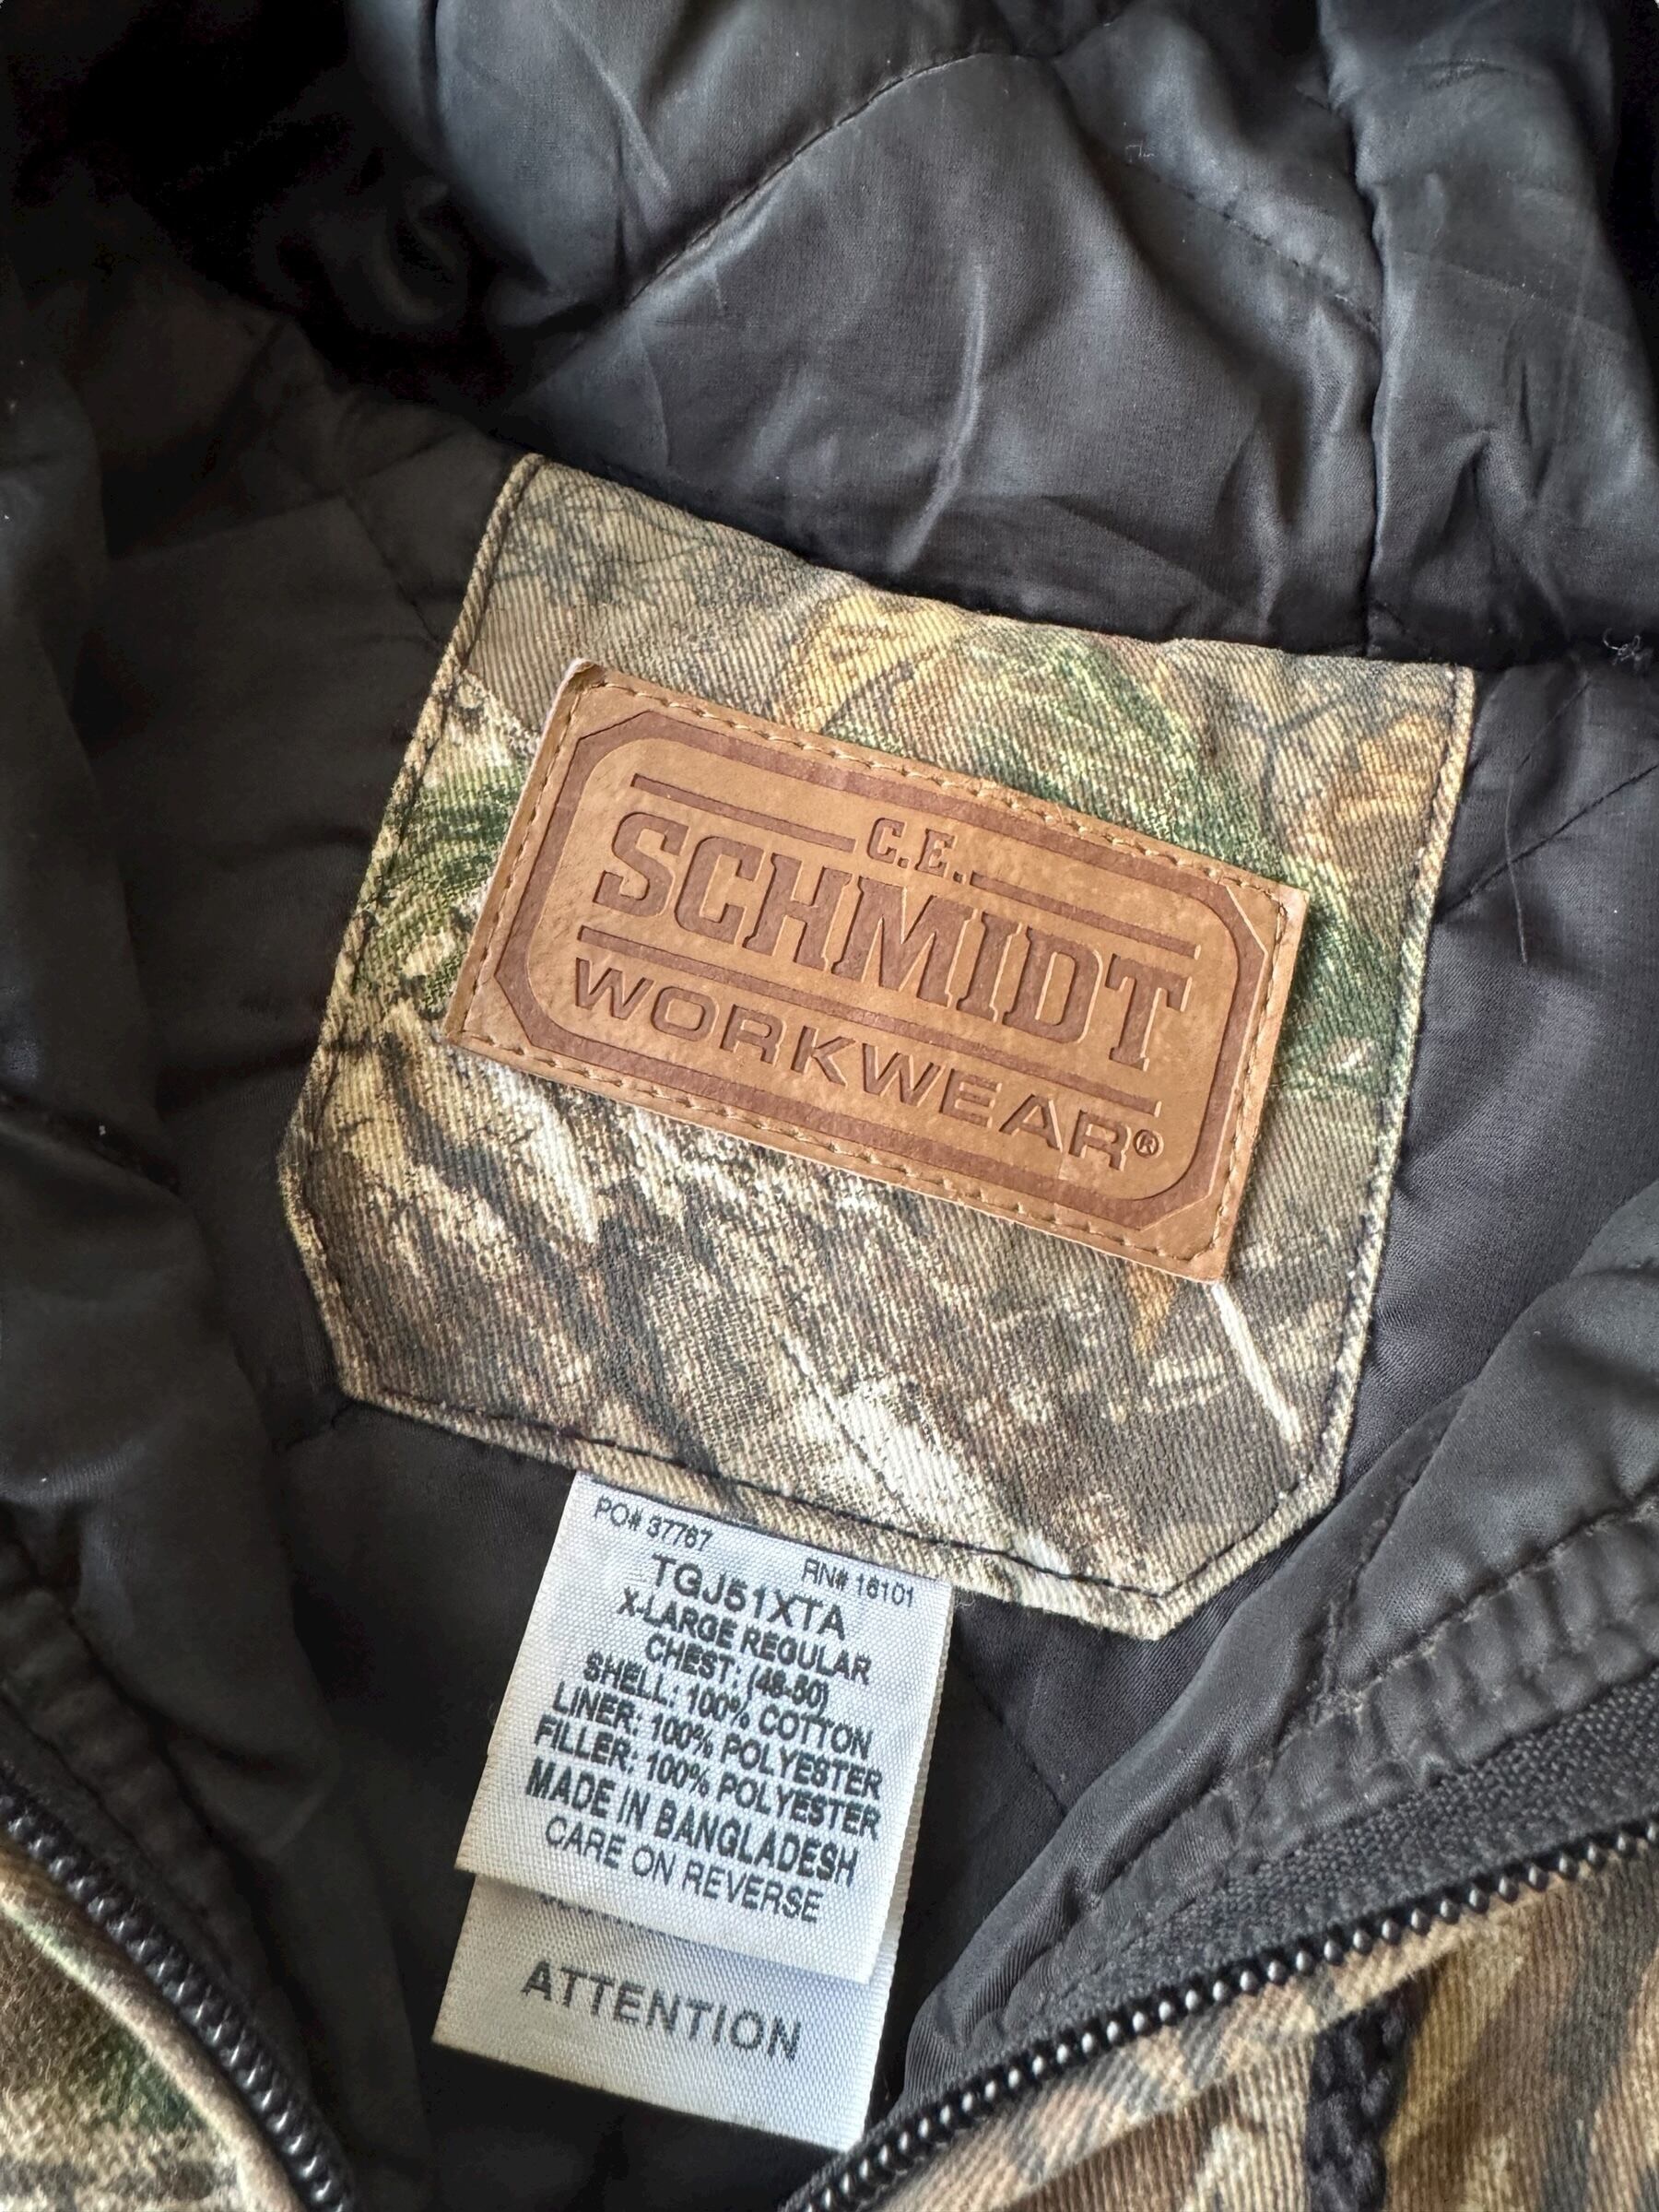 C.E.
SCHMIDT
WORKWEAR®
PO# 37767
RN# 16101
TGJ51XTA
X-LARGE REGULAR
CHEST: (48-50)
SHELL: 100% COTTON
LINER: 100% POLYESTER
FILLER: 100% POLYESTER
MADE IN BANGLADESH
CARE ON REVERSE
ATTENTION